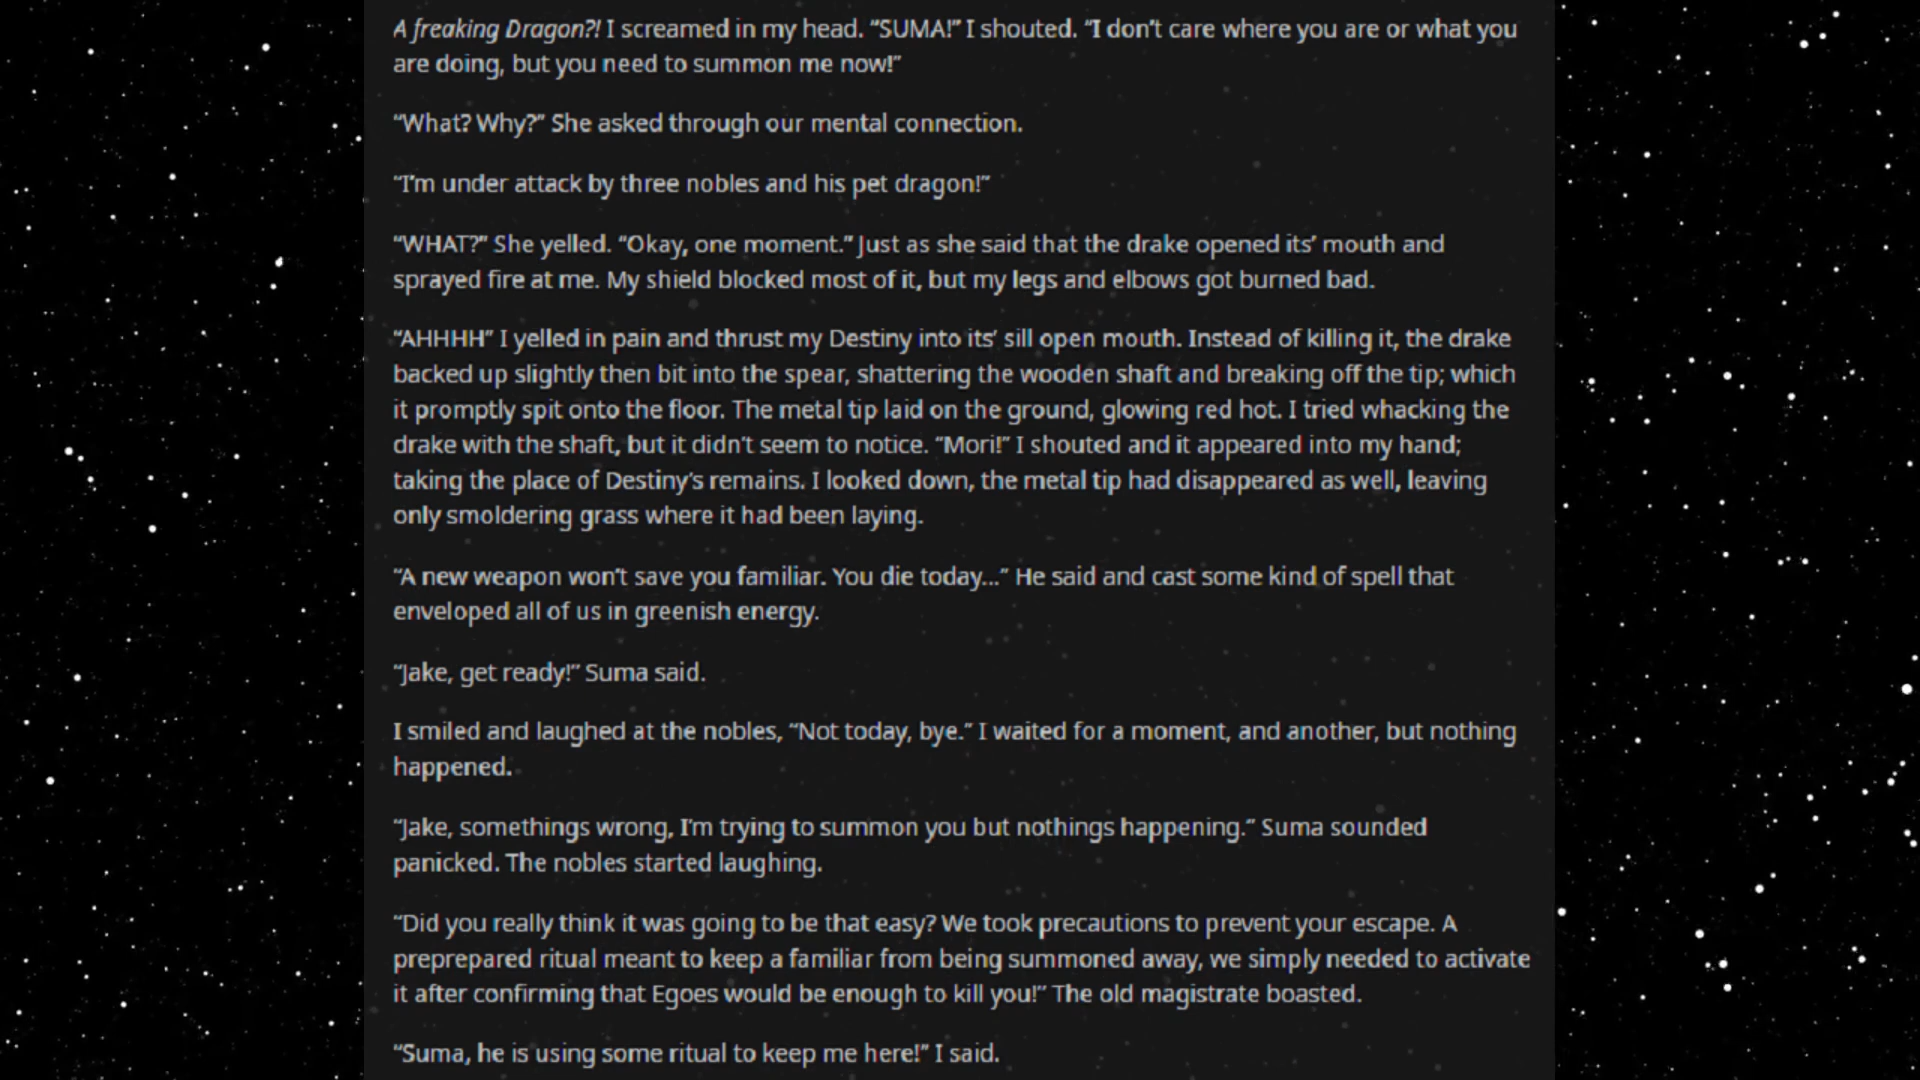 A freaking Dragon?! I screamed in my head. “SUMA!” I shouted. “I don’t care where you are or what you
are doing, but you need to summon me now!”
“What? Why?” She asked through our mental connection.
“I’m under attack by three nobles and his pet dragon!”
“WHAT?” She yelled. “Okay, one moment.” Just as she said that the drake opened its’ mouth and
sprayed fire at me. My shield blocked most of it, but my legs and elbows got burned bad.
“AHHHH” I yelled in pain and thrust my Destiny into its’ sill open mouth. Instead of killing it, the drake
backed up slightly then bit into the spear, shattering the wooden shaft and breaking off the tip; which
it promptly spit onto the floor. The metal tip laid on the ground, glowing red hot. I tried whacking the
drake with the shaft, but it didn’t seem to notice. “Mori!” I shouted and it appeared into my hand;
taking the place of Destiny’s remains. I looked down, the metal tip had disappeared as well, leaving
only smoldering grass where it had been laying.
“A new weapon won’t save you familiar. You die today...” He said and cast some kind of spell that
enveloped all of us in greenish energy.
“Jake, get ready!” Suma said.
I smiled and laughed at the nobles, “Not today, bye.” I waited for a moment, and another, but nothing
happened.
“Jake, somethings wrong, I’m trying to summon you but nothings happening.” Suma sounded
panicked. The nobles started laughing.
“Did you really think it was going to be that easy? We took precautions to prevent your escape. A
preprepared ritual meant to keep a familiar from being summoned away, we simply needed to activate
it after confirming that Egoes would be enough to kill you!” The old magistrate boasted.
“Suma, he is using some ritual to keep me here!” I said.